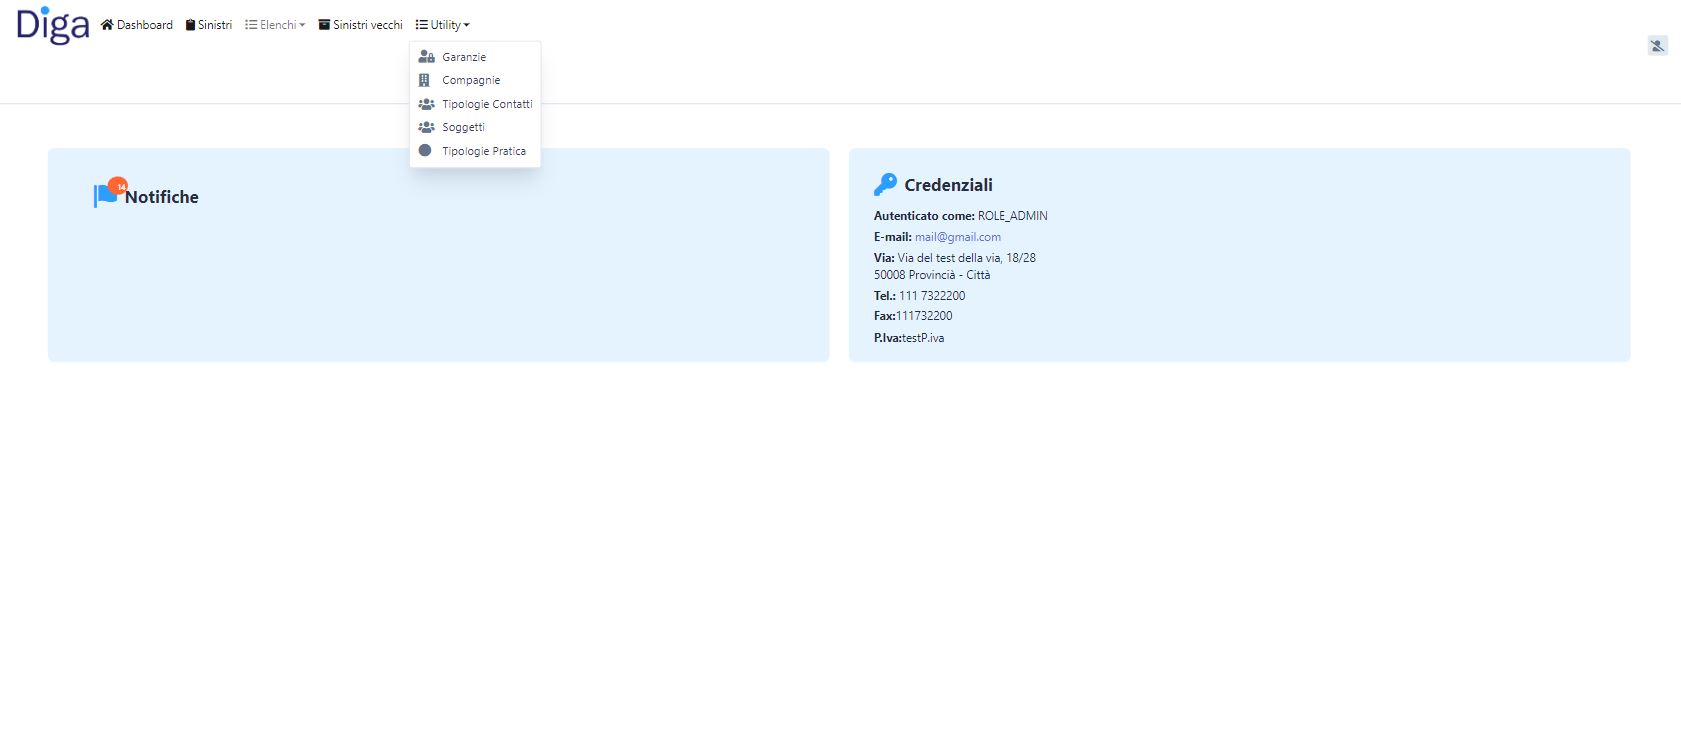 Diga
Dashboard Sinistri Elenchi Sinistri vecchi Utility
Garanzie
Compagnie
Tipologie Contatti
Soggetti
Tipologie Pratica
14
Notifiche
Credenziali
Autenticato come: ROLE_ADMIN
E-mail: mail@gmail.com
Via: Via del test della via, 18/28
50008 Provincià - Città
Tel.: 111 7322200
Fax:111732200
P.Iva:testP.iva